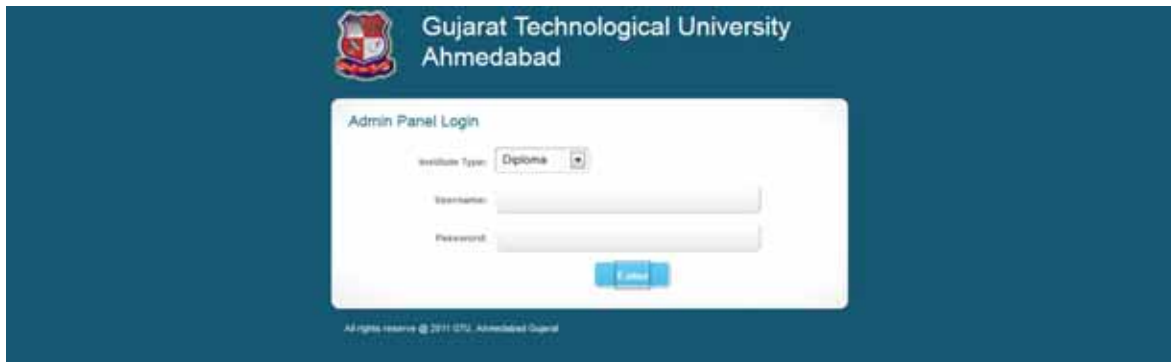 Gujarat Technological University
Ahmedabad
Admin Panel Login
Institute Type: Diploma
Username:
Password:
Enter
All rights reserve @ 2011 GTU, Ahmedabad Gujarat